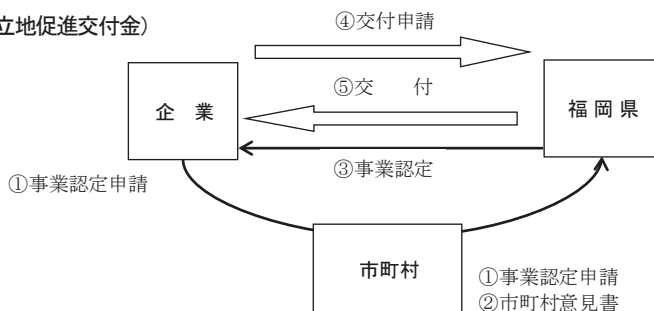 立地促進交付金）
④交付申請
⑤交　付
企　業
福岡県
③事業認定
①事業認定申請
市町村
①事業認定申請
②市町村意見書